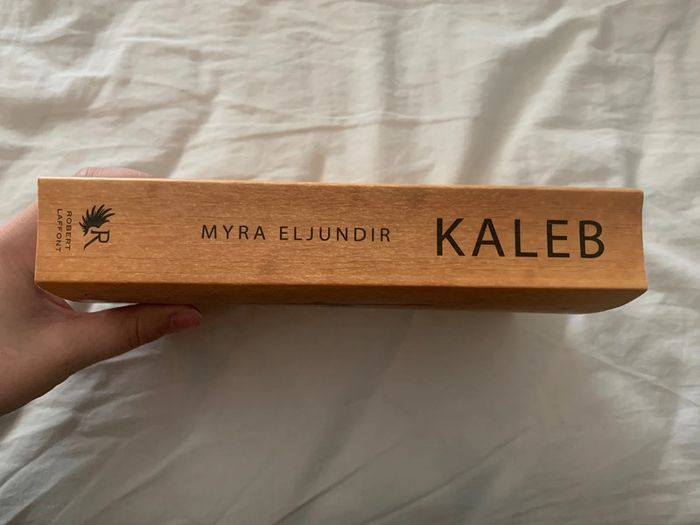 ROBERT
LAFFONT
R
MYRA ELJUNDIR
KALEB